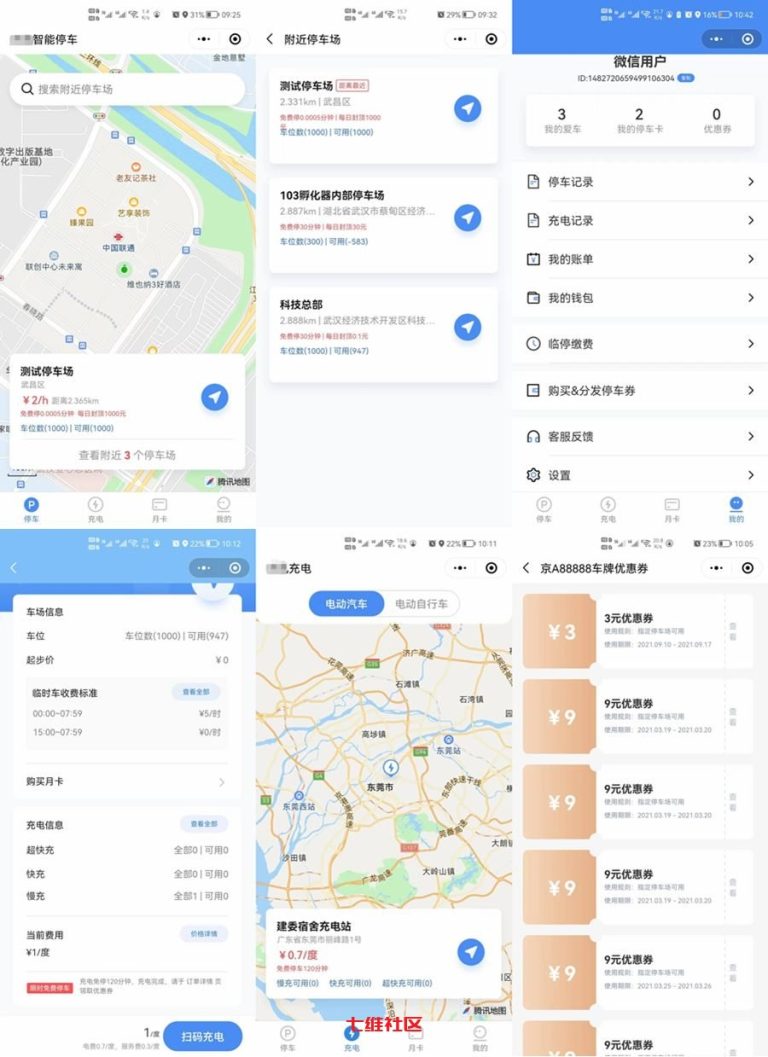 31% 09:25
智能停车
搜索附近停车场
金地意墅
三环线
数字出版基地
化产业园)
老友记茶社
艺享装饰
臻果园
中国联通
联创中心未来寓
维也纳3好酒店
春晓路
测试停车场
武昌区
¥2/h 距离2.365km
免费停0.0005分钟 每日封顶1000元
车位数(1000) | 可用(1000)
查看附近 3 个停车场
腾讯地图
停车 充电 月卡 我的
29% 09:32
附近停车场
测试停车场 距离最近
2.331km | 武昌区
免费停0.0005分钟 | 每日封顶1000
元
车位数(1000) | 可用(1000)
103孵化器内部停车场
2.887km | 湖北省武汉市蔡甸区经济...
免费停30分钟 | 每日封顶30元
车位数(300) | 可用(-583)
科技总部
2.888km | 武汉经济技术开发区科技...
免费停30分钟 | 每日封顶0.1元
车位数(1000) | 可用(947)
16% 10:42
微信用户
ID:1482720659499106304 复制
3 2 0
我的爱车 我的停车卡 优惠券
停车记录
充电记录
我的账单
我的钱包
临停缴费
购买&分发停车券
客服反馈
设置
停车 充电 月卡 我的
22% 10:12
车场信息
车位 车位数(1000) | 可用(947)
起步价 ¥0
临时车收费标准 查看全部
00:00~07:59 ¥5/时
15:00~07:59 ¥0/时
购买月卡
充电信息 查看全部
超快充 全部0 | 可用0
快充 全部0 | 可用0
慢充 全部1 | 可用0
当前费用 价格详情
¥1/度
限时免费停车 充电免停120分钟，充电完成，请于 订单详情 页
领取优惠券
1/度
电费0.7/度，服务费0.3/度
扫码充电
22% 10:11
充电
电动汽车 电动自行车
济广高速
花莞高速
石滩镇
石湾镇
高埗镇
东莞站
东莞市
东莞西站
沙田镇
莞番高速
大朗镇
大岭山镇
广龙高速
建委宿舍充电站
广东省东莞市丽峰路1号
¥0.7/度
免费停车120分钟
慢充可用(0) 快充可用(0) 超快充可用(0)
腾讯地图
七维社区
停车 充电 月卡 我的
23% 10:05
京A88888车牌优惠券
¥3
3元优惠券
使用规则：指定停车场可用
使用期限：2021.09.10 - 2021.09.17
查看
¥9
9元优惠券
使用规则：指定停车场可用
使用期限：2021.03.19 - 2021.03.20
查看
¥9
9元优惠券
使用规则：指定停车场可用
使用期限：2021.03.19 - 2021.03.20
查看
¥9
9元优惠券
使用规则：指定停车场可用
使用期限：2021.03.19 - 2021.03.20
查看
¥9
9元优惠券
使用规则：指定停车场可用
使用期限：2021.03.25 - 2021.03.26
查看
9元优惠券